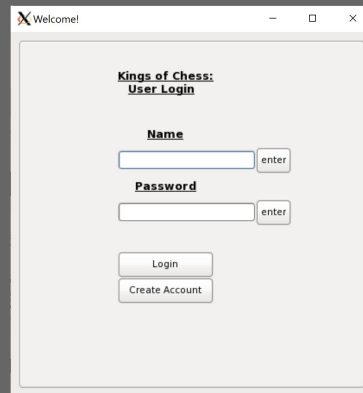 Welcome!
Kings of Chess:
User Login
Name
enter
Password
enter
Login
Create Account